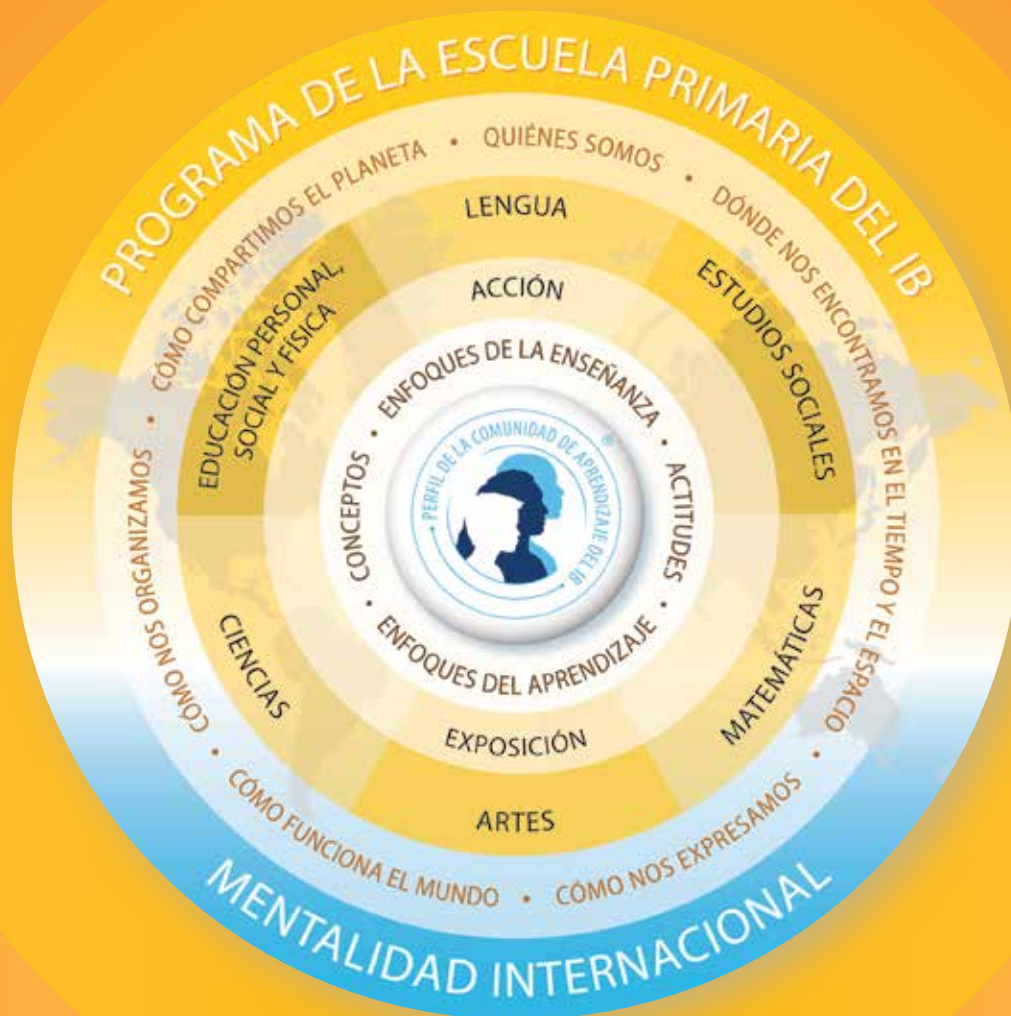 PROGRAMA DE LA ESCUELA PRIMARIA DEL IB
CÓMO COMPARTIMOS EL PLANETA • QUIÉNES SOMOS • DÓNDE NOS ENCONTRAMOS EN EL TIEMPO Y EL ESPACIO • CÓMO NOS EXPRESAMOS • CÓMO FUNCIONA EL MUNDO • CÓMO NOS ORGANIZAMOS •
LENGUA
ESTUDIOS SOCIALES
MATEMÁTICAS
ARTES
CIENCIAS
EDUCACIÓN PERSONAL,
SOCIAL Y FÍSICA
ACCIÓN
ENFOQUES DE LA ENSEÑANZA • ACTITUDES • ENFOQUES DEL APRENDIZAJE • CONCEPTOS •
PERFIL DE LA COMUNIDAD DE APRENDIZAJE DEL IB •
®
EXPOSICIÓN
MENTALIDAD INTERNACIONAL